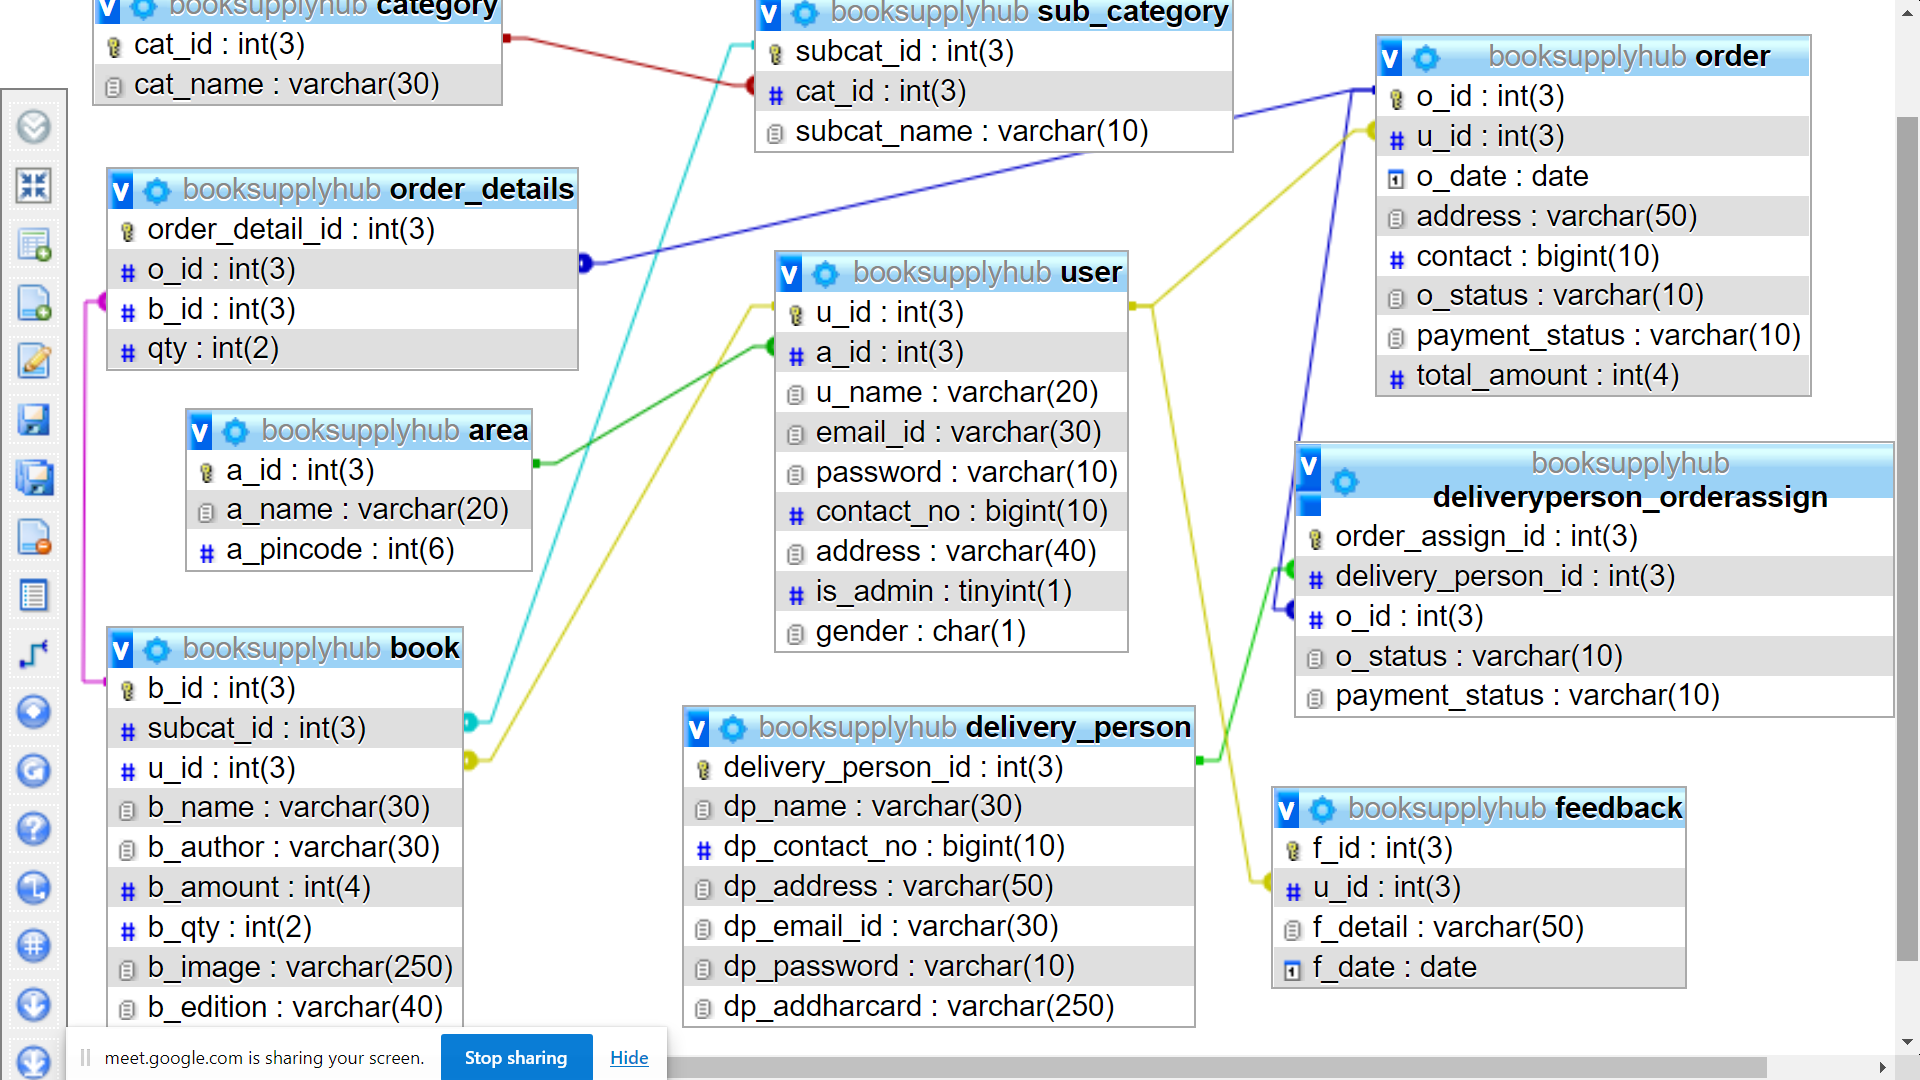 booksupplyhub category
cat_id : int(3)
cat_name : varchar(30)
v booksupplyhub sub_category
subcat_id : int(3)
# cat_id : int(3)
subcat_name : varchar(10)
v booksupplyhub order
o_id : int(3)
# u_id : int(3)
o_date : date
address : varchar(50)
# contact : bigint(10)
o_status : varchar(10)
payment_status : varchar(10)
# total_amount : int(4)
v booksupplyhub order_details
order_detail_id : int(3)
# o_id : int(3)
# b_id : int(3)
# qty : int(2)
v booksupplyhub user
u_id : int(3)
# a_id : int(3)
u_name : varchar(20)
email_id : varchar(30)
password : varchar(10)
# contact_no : bigint(10)
address : varchar(40)
# is_admin : tinyint(1)
gender : char(1)
v booksupplyhub area
a_id : int(3)
a_name : varchar(20)
# a_pincode : int(6)
v booksupplyhub
deliveryperson_orderassign
order_assign_id : int(3)
# delivery_person_id : int(3)
# o_id : int(3)
o_status : varchar(10)
payment_status : varchar(10)
v booksupplyhub book
b_id : int(3)
# subcat_id : int(3)
# u_id : int(3)
b_name : varchar(30)
b_author : varchar(30)
# b_amount : int(4)
# b_qty : int(2)
b_image : varchar(250)
b_edition : varchar(40)
v booksupplyhub delivery_person
delivery_person_id : int(3)
dp_name : varchar(30)
# dp_contact_no : bigint(10)
dp_address : varchar(50)
dp_email_id : varchar(30)
dp_password : varchar(10)
dp_addharcard : varchar(250)
v booksupplyhub feedback
f_id : int(3)
# u_id : int(3)
f_detail : varchar(50)
f_date : date
meet.google.com is sharing your screen.
Stop sharing
Hide